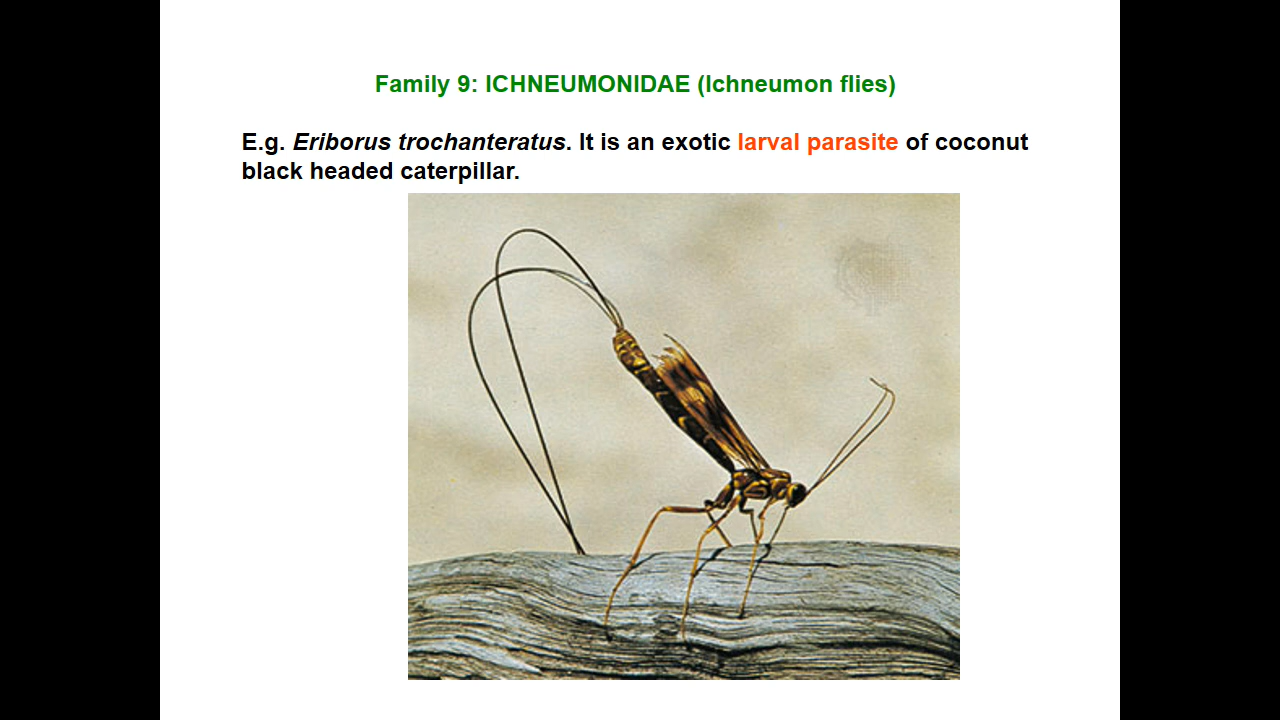 Family 9: ICHNEUMONIDAE (Ichneumon flies)
E.g. Eriborus trochanteratus. It is an exotic larval parasite of coconut
black headed caterpillar.